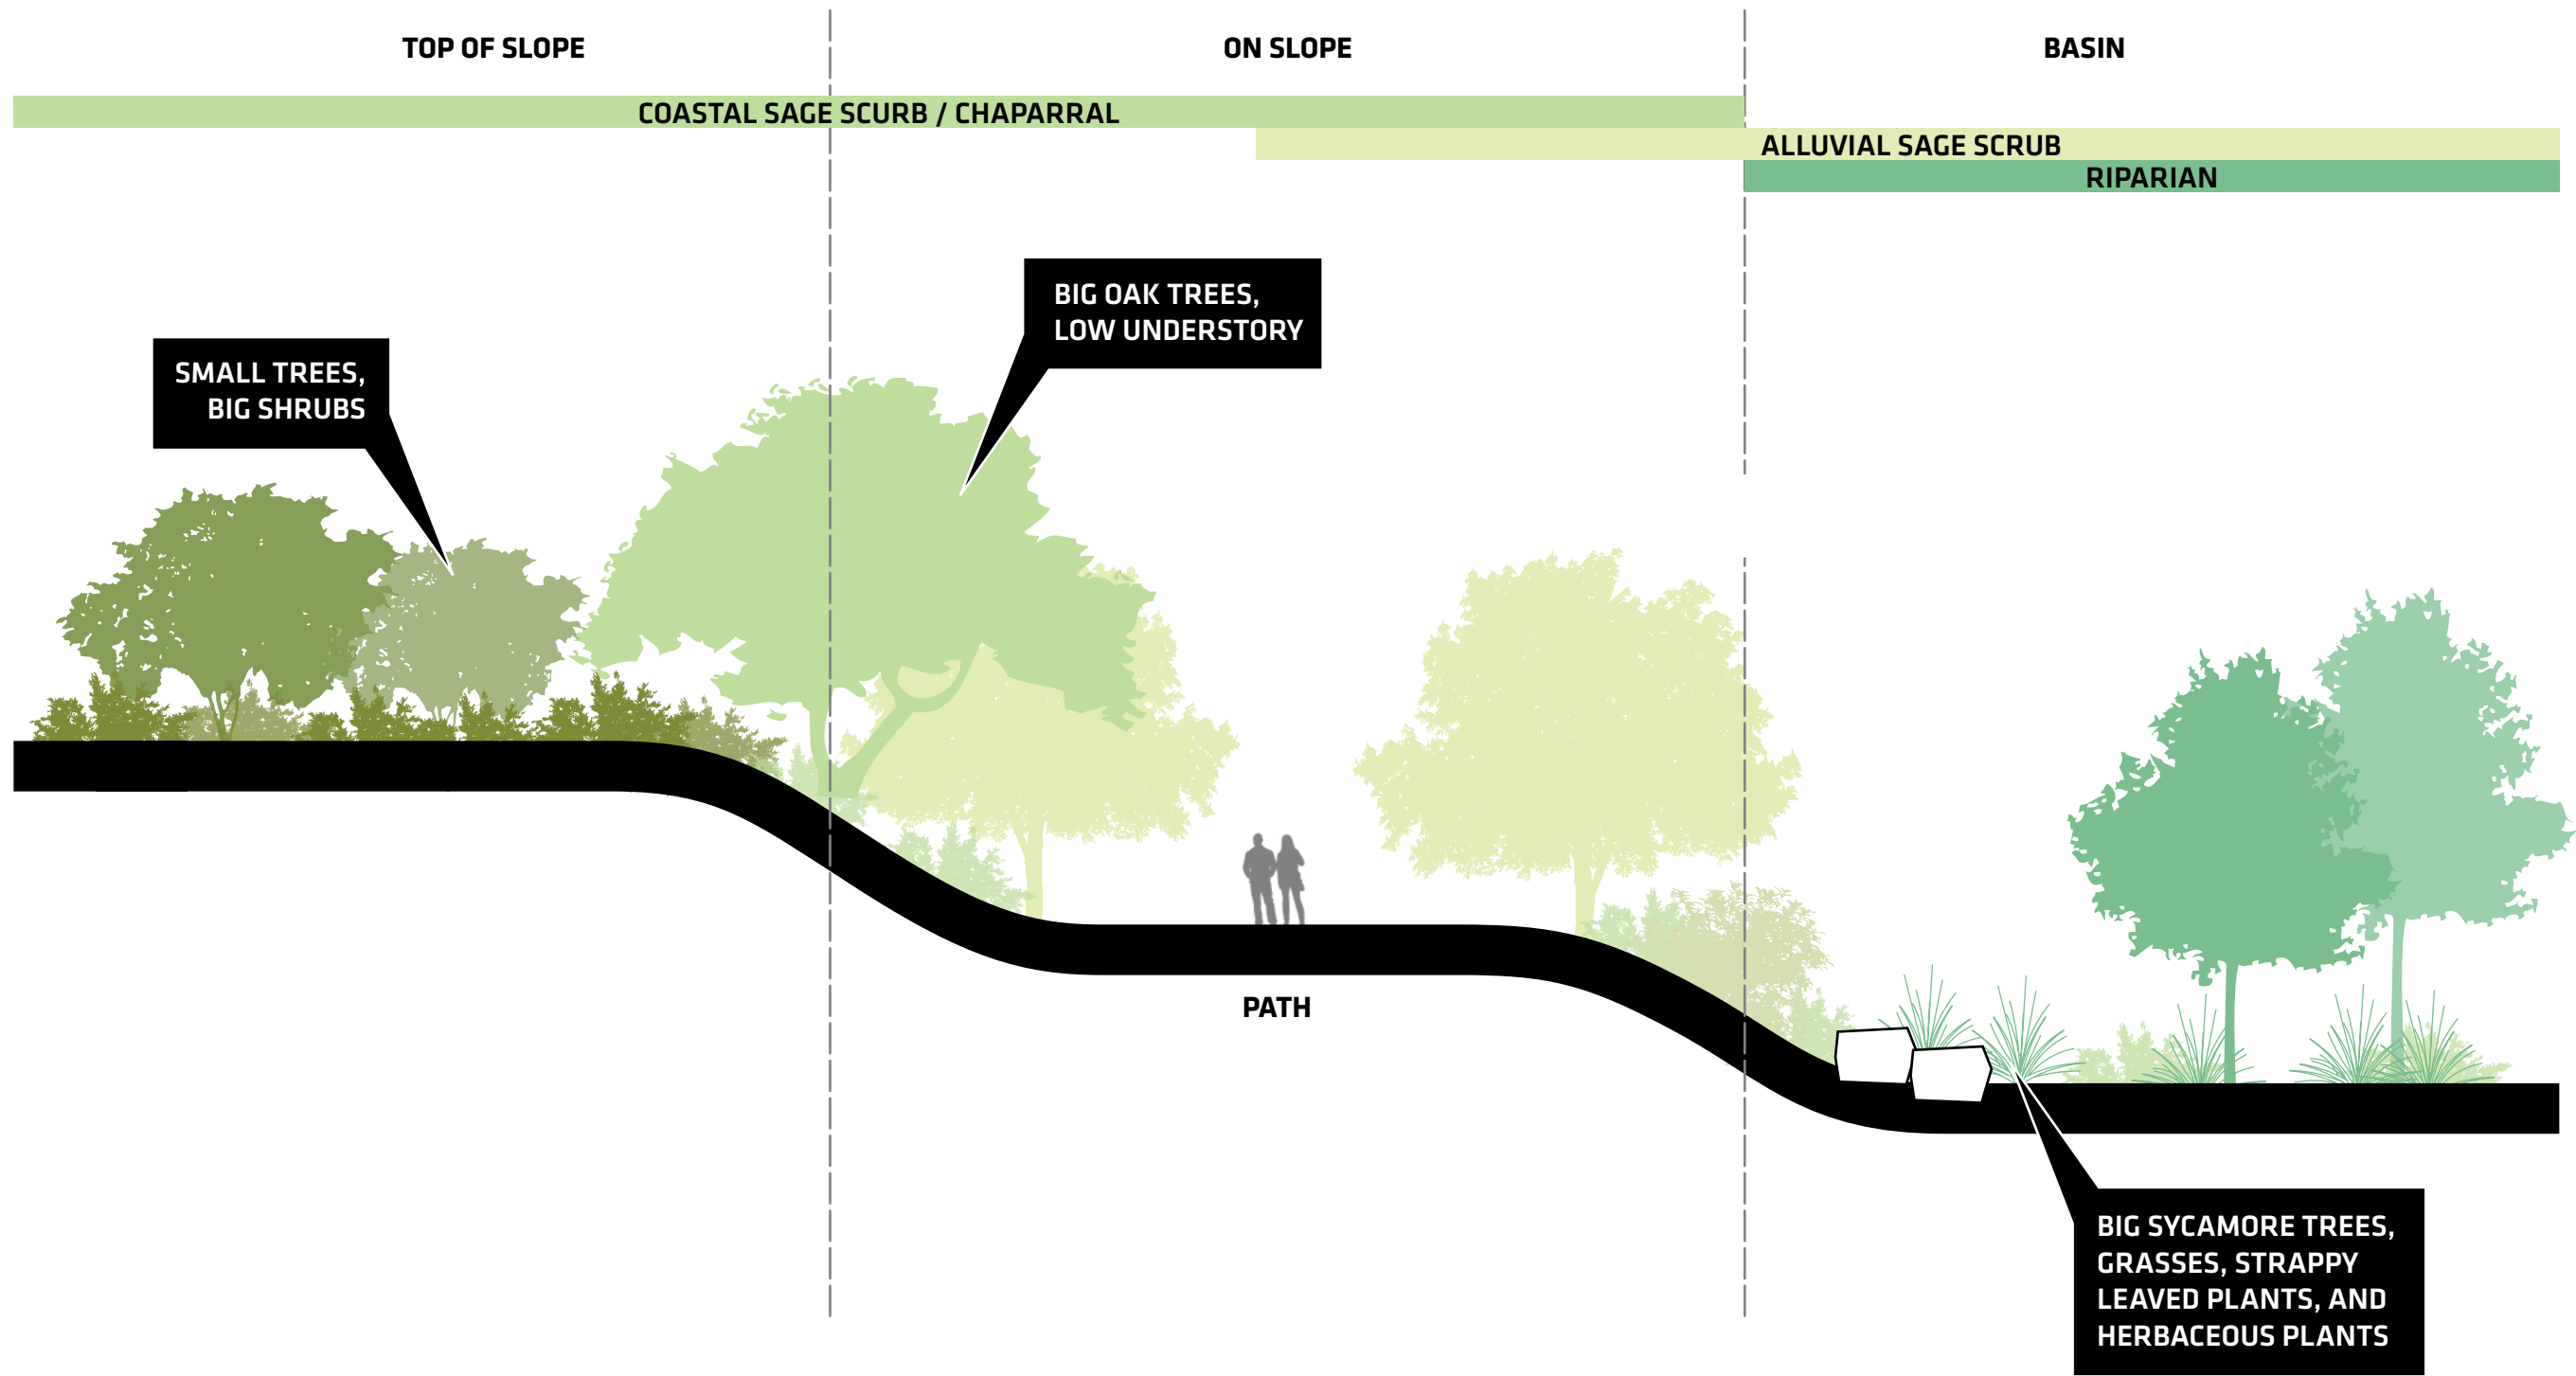 TOP OF SLOPE
ON SLOPE
BASIN
COASTAL SAGE SCURB / CHAPARRAL
ALLUVIAL SAGE SCRUB
RIPARIAN
BIG OAK TREES,
LOW UNDERSTORY
SMALL TREES,
BIG SHRUBS
PATH
BIG SYCAMORE TREES,
GRASSES, STRAPPY
LEAVED PLANTS, AND
HERBACEOUS PLANTS